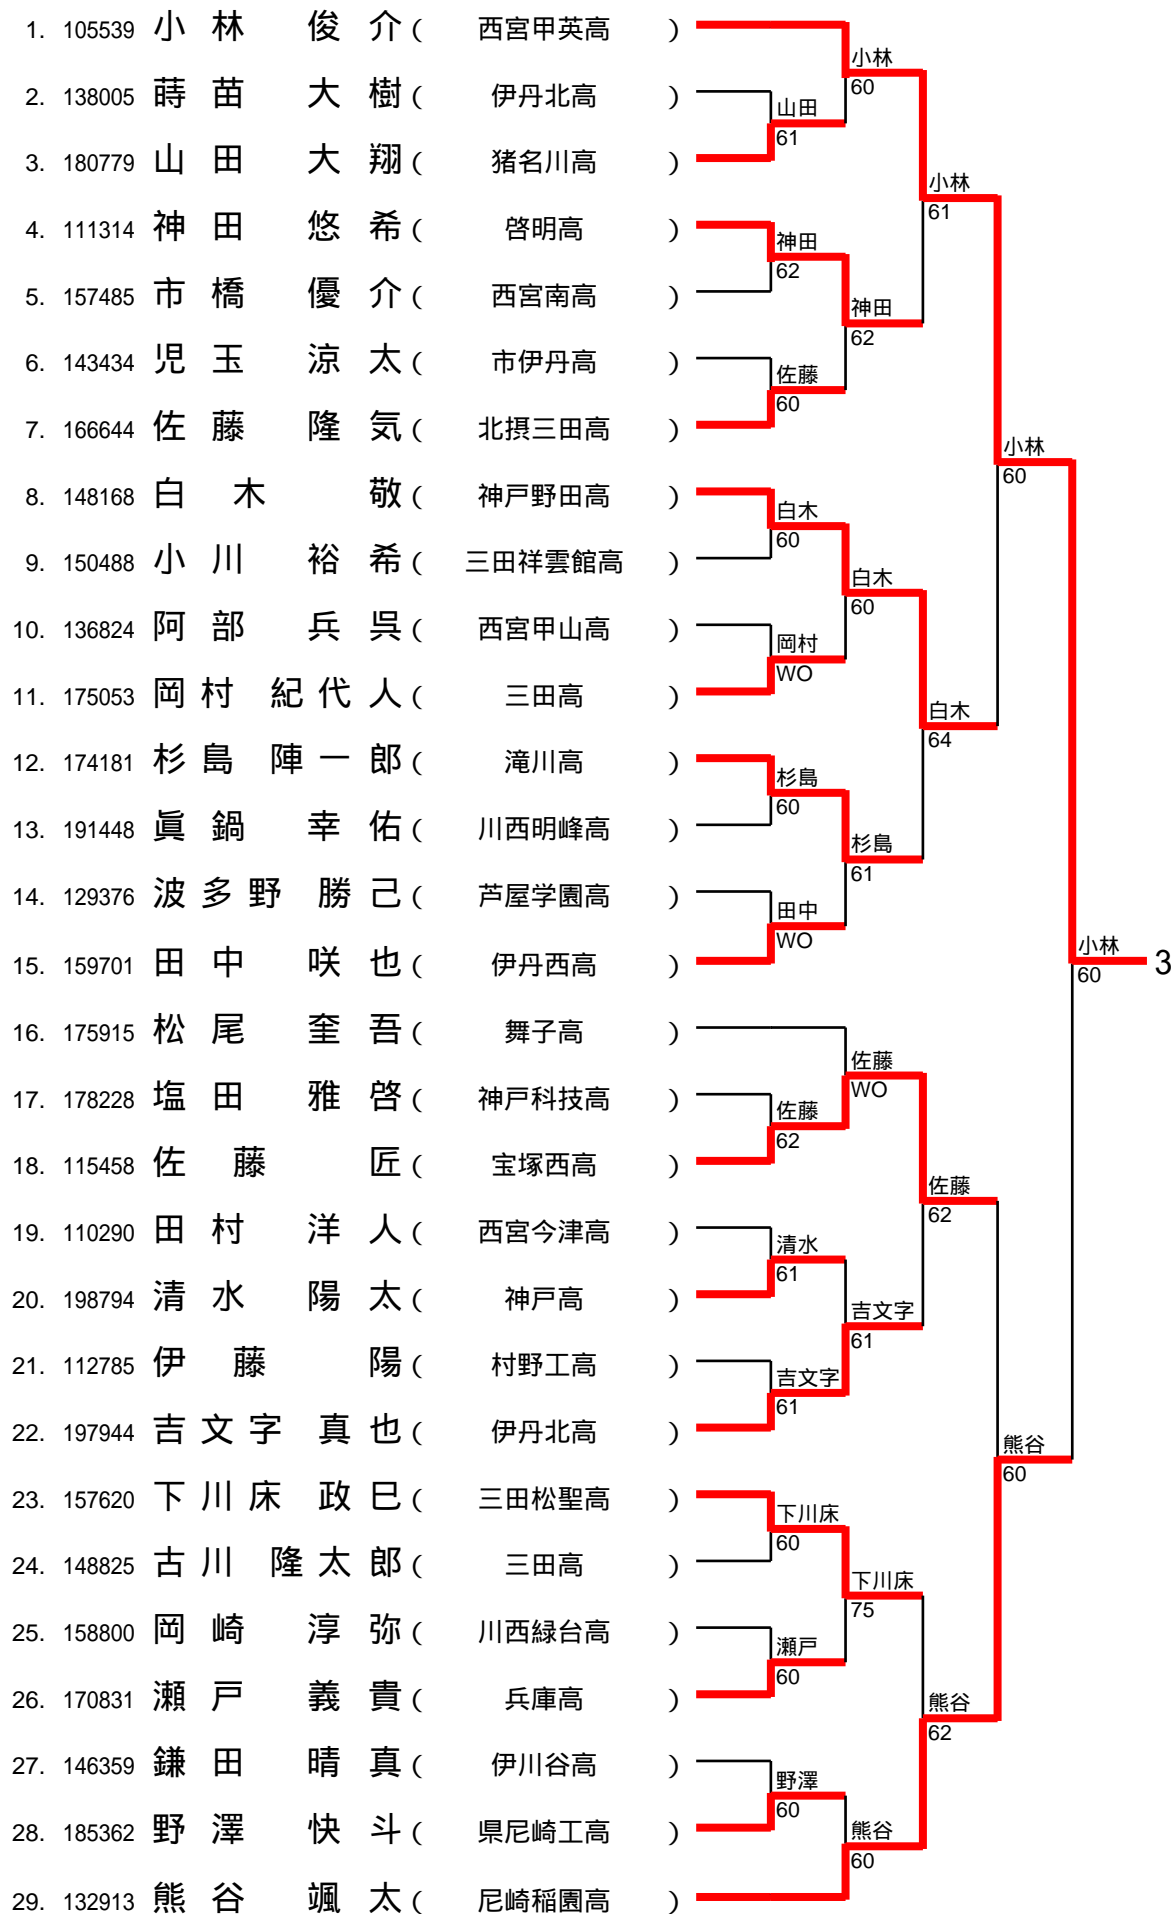 1. 105539 小林 俊介 ( 西宮甲英高 )
2. 138005 蒔苗 大樹 ( 伊丹北高 )
3. 180779 山田 大翔 ( 猪名川高 )
4. 111314 神田 悠希 ( 啓明高 )
5. 157485 市橋 優介 ( 西宮南高 )
6. 143434 児玉 涼太 ( 市伊丹高 )
7. 166644 佐藤 隆気 ( 北摂三田高 )
8. 148168 白木 敬 ( 神戸野田高 )
9. 150488 小川 裕希 ( 三田祥雲館高 )
10. 136824 阿部 兵呉 ( 西宮甲山高 )
11. 175053 岡村 紀代人 ( 三田高 )
12. 174181 杉島 陣一郎 ( 滝川高 )
13. 191448 眞鍋 幸佑 ( 川西明峰高 )
14. 129376 波多野 勝己 ( 芦屋学園高 )
15. 159701 田中 咲也 ( 伊丹西高 )
16. 175915 松尾 奎吾 ( 舞子高 )
17. 178228 塩田 雅啓 ( 神戸科技高 )
18. 115458 佐藤 匠 ( 宝塚西高 )
19. 110290 田村 洋人 ( 西宮今津高 )
20. 198794 清水 陽太 ( 神戸高 )
21. 112785 伊藤 陽 ( 村野工高 )
22. 197944 吉文字 真也 ( 伊丹北高 )
23. 157620 下川床 政巳 ( 三田松聖高 )
24. 148825 古川 隆太郎 ( 三田高 )
25. 158800 岡崎 淳弥 ( 川西緑台高 )
26. 170831 瀬戸 義貴 ( 兵庫高 )
27. 146359 鎌田 晴真 ( 伊川谷高 )
28. 185362 野澤 快斗 ( 県尼崎工高 )
29. 132913 熊谷 颯太 ( 尼崎稲園高 )
山田
61
神田
62
佐藤
60
白木
60
岡村
WO
杉島
60
田中
WO
佐藤
62
清水
61
吉文字
61
下川床
60
瀬戸
60
野澤
60
小林
60
神田
62
白木
60
杉島
61
佐藤
WO
吉文字
61
下川床
75
熊谷
60
小林
61
白木
64
佐藤
62
熊谷
62
小林
60
熊谷
60
小林
60
3